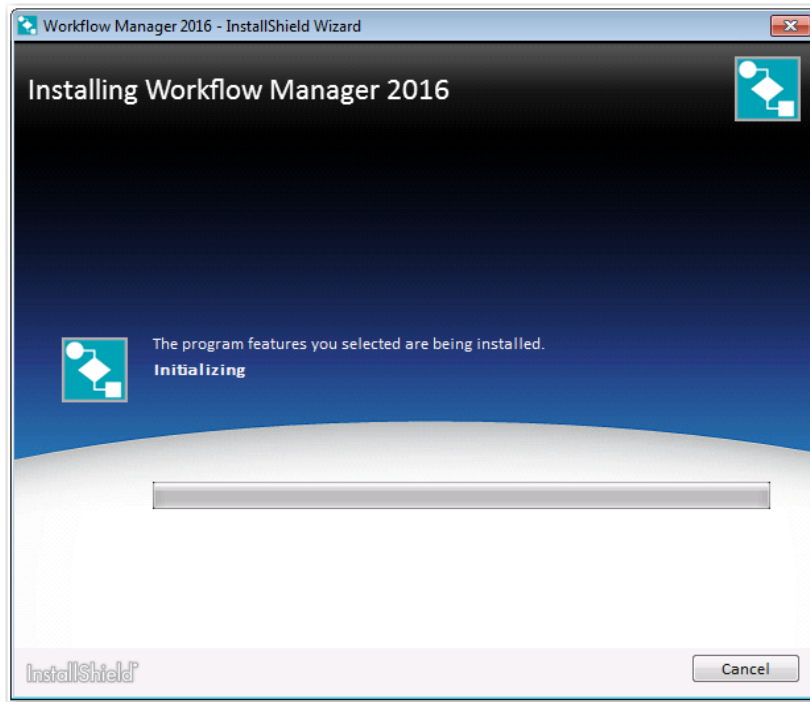 Workflow Manager 2016 - InstallShield Wizard
Installing Workflow Manager 2016
The program features you selected are being installed.
Initializing
InstallShield®
Cancel